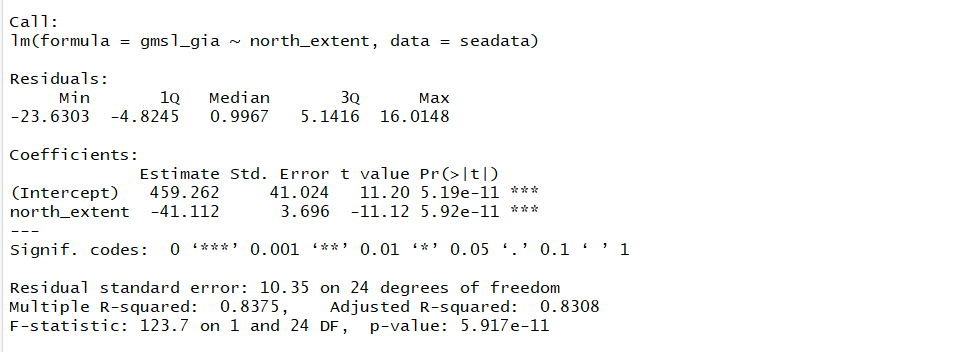 Call:
lm(formula = gmsl_gia ~ north_extent, data = seadata)
Residuals:
     Min       1Q   Median       3Q      Max
-23.6303  -4.8245   0.9967   5.1416  16.0148
Coefficients:
             Estimate Std. Error t value Pr(>|t|)
(Intercept)   459.262     41.024   11.20 5.19e-11 ***
north_extent  -41.112      3.696  -11.12 5.92e-11 ***
---
Signif. codes:  0 ‘***’ 0.001 ‘**’ 0.01 ‘*’ 0.05 ‘.’ 0.1 ‘ ’ 1
Residual standard error: 10.35 on 24 degrees of freedom
Multiple R-squared:  0.8375,    Adjusted R-squared:  0.8308
F-statistic: 123.7 on 1 and 24 DF,  p-value: 5.917e-11